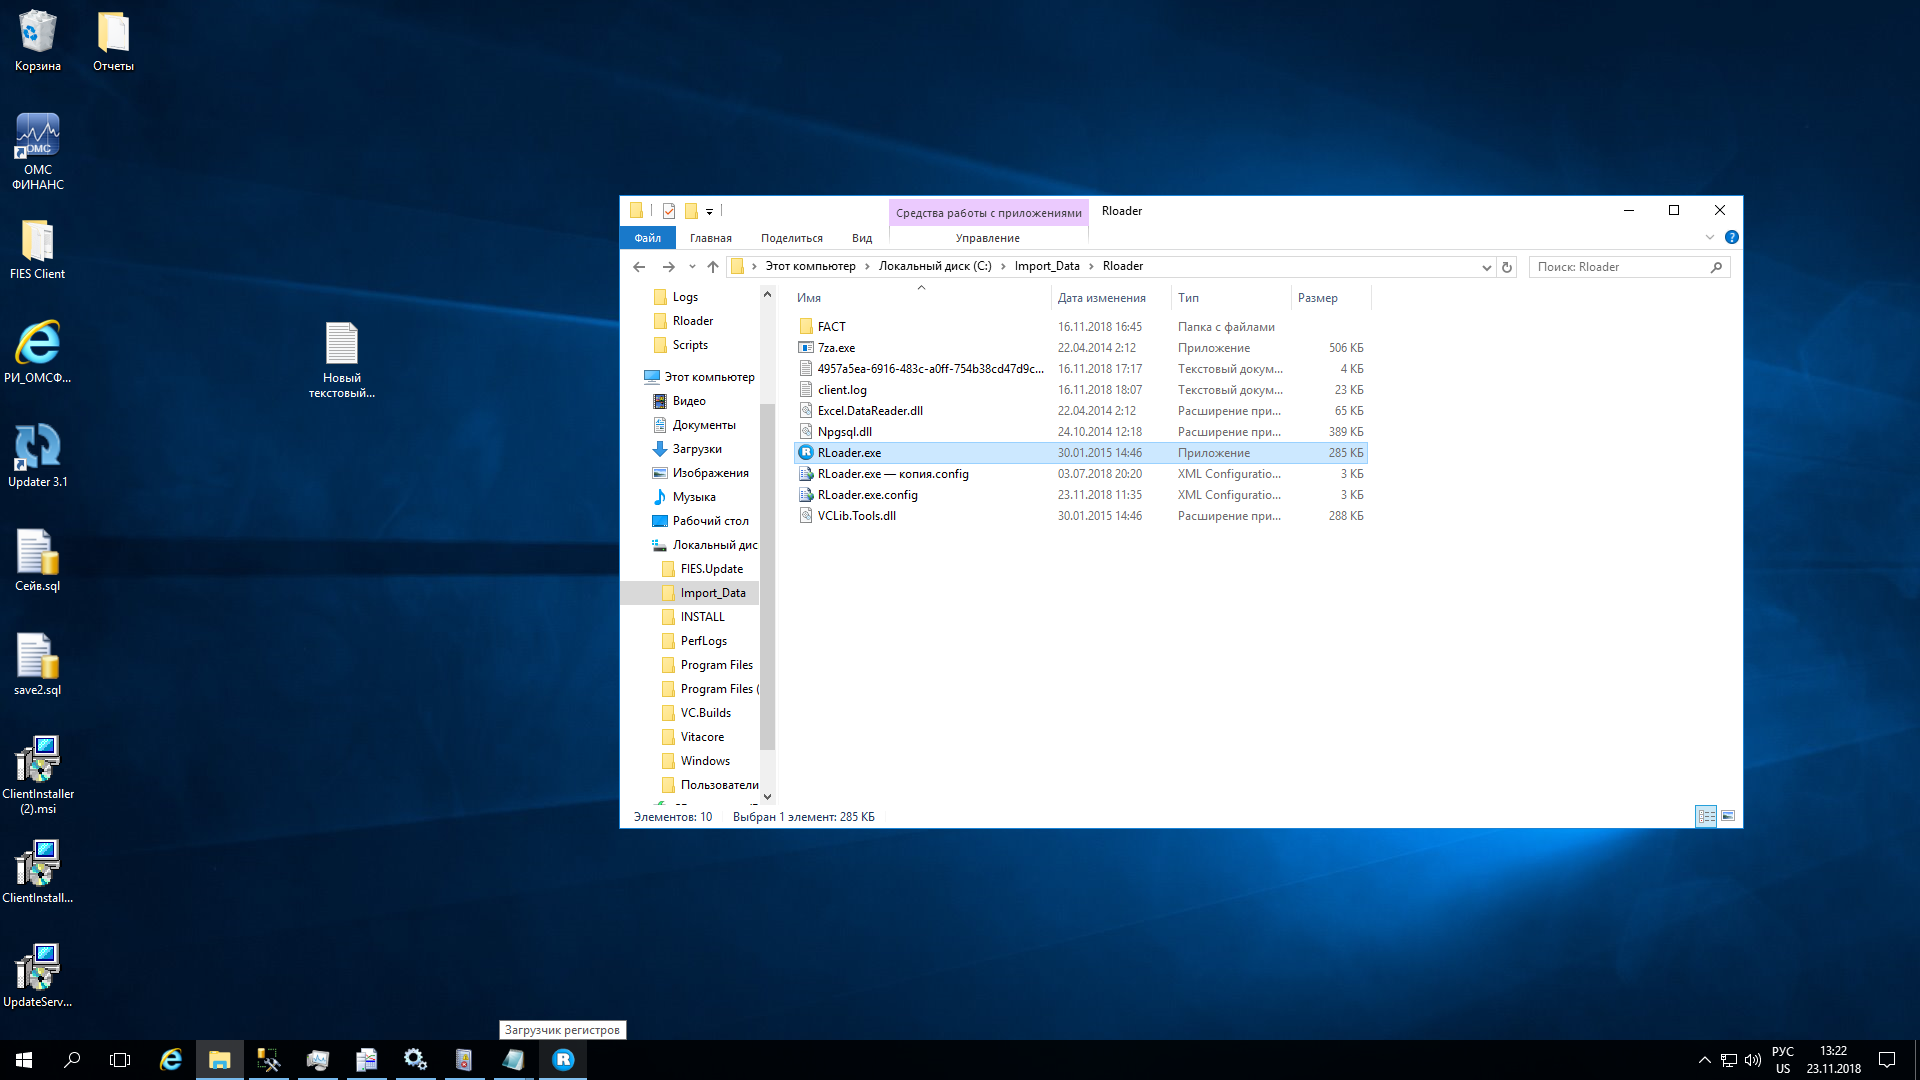 Корзина
Отчеты
ОМС
ОМС
ФИНАНС
FIES Client
РИ_ОМСФ...
Updater 3.1
Сейв.sql
save2.sql
ClientInstaller
(2).msi
ClientInstall...
UpdateServ...
Новый
текстовый...
Средства работы с приложениями
Rloader
Файл
Главная
Поделиться
Вид
Управление
Этот компьютер
Локальный диск (C:)
Import_Data
Rloader
Поиск: Rloader
Logs
Rloader
Scripts
Этот компьютер
Видео
Документы
Загрузки
Изображения
Музыка
Рабочий стол
Локальный дис
FIES.Update
Import_Data
INSTALL
PerfLogs
Program Files
Program Files (
VC.Builds
Vitacore
Windows
Пользователи
Имя Дата изменения Тип Размер
FACT 16.11.2018 16:45 Папка с файлами
7za.exe 22.04.2014 2:12 Приложение 506 КБ
4957a5ea-6916-483c-a0ff-754b38cd47d9c... 16.11.2018 17:17 Текстовый докум... 4 КБ
client.log 16.11.2018 18:07 Текстовый докум... 23 КБ
Excel.DataReader.dll 22.04.2014 2:12 Расширение при... 65 КБ
Npgsql.dll 24.10.2014 12:18 Расширение при... 389 КБ
RLoader.exe 30.01.2015 14:46 Приложение 285 КБ
RLoader.exe — копия.config 03.07.2018 20:20 XML Configuratio... 3 КБ
RLoader.exe.config 23.11.2018 11:35 XML Configuratio... 3 КБ
VCLib.Tools.dll 30.01.2015 14:46 Расширение при... 288 КБ
Элементов: 10 Выбран 1 элемент: 285 КБ
Загрузчик регистров
РУС
US
13:22
23.11.2018